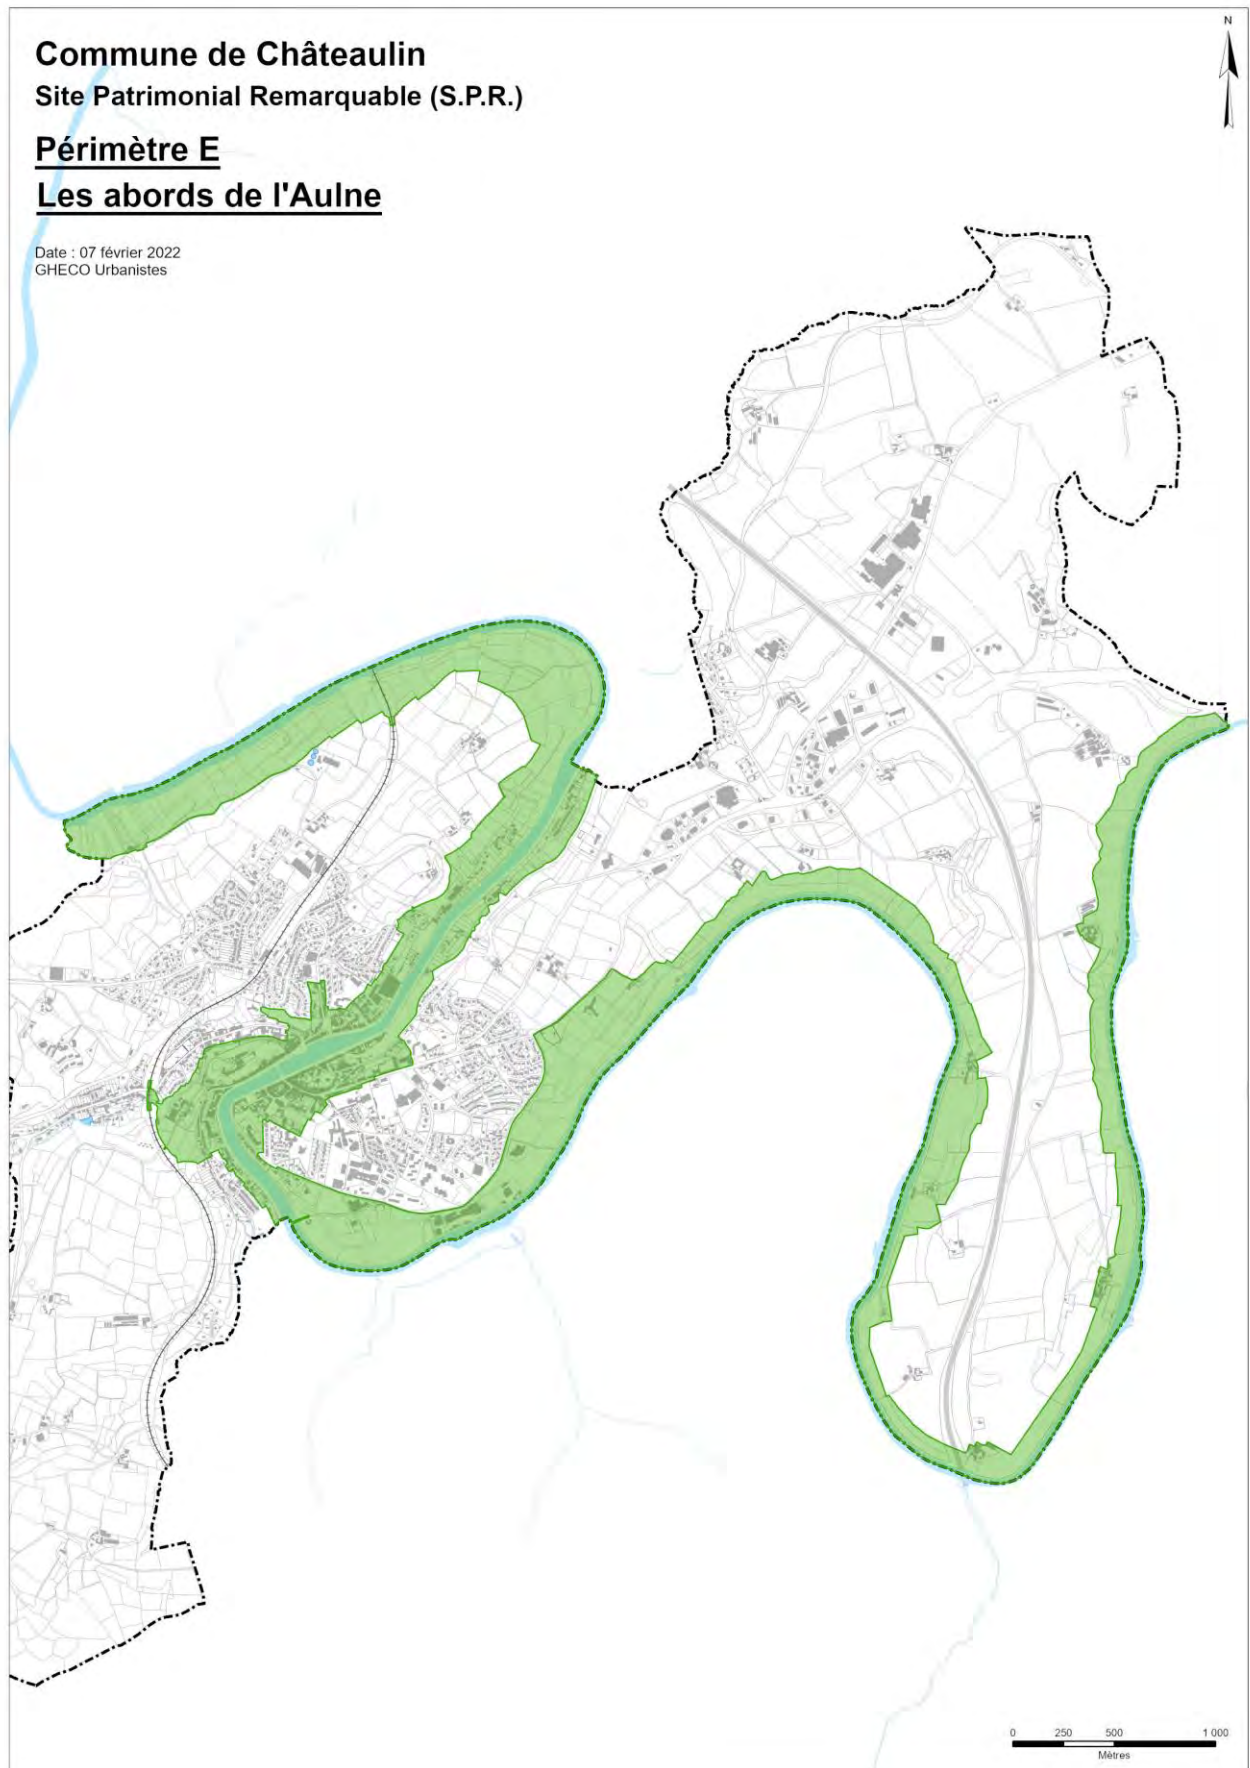 Commune de Châteaulin
Site Patrimonial Remarquable (S.P.R.)
Périmètre E
Les abords de l'Aulne
Date : 07 février 2022
GHECO Urbanistes
N
0 250 500 1 000
Mètres